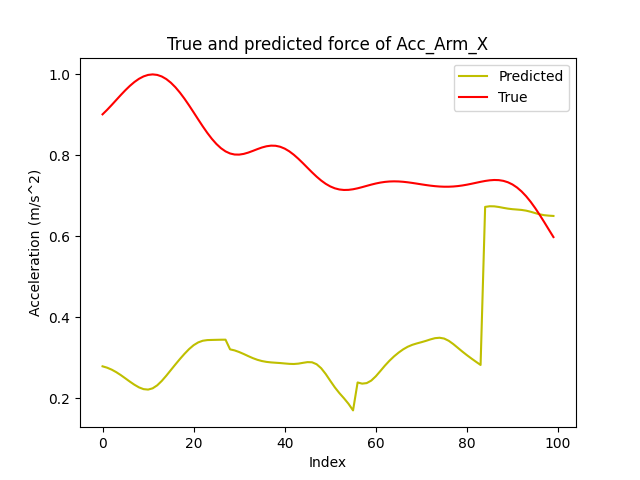 True and predicted force of Acc_Arm_X
Predicted
True
Acceleration (m/s^2)
1.0
0.8
0.6
0.4
0.2
0 20 40 60 80 100
Index